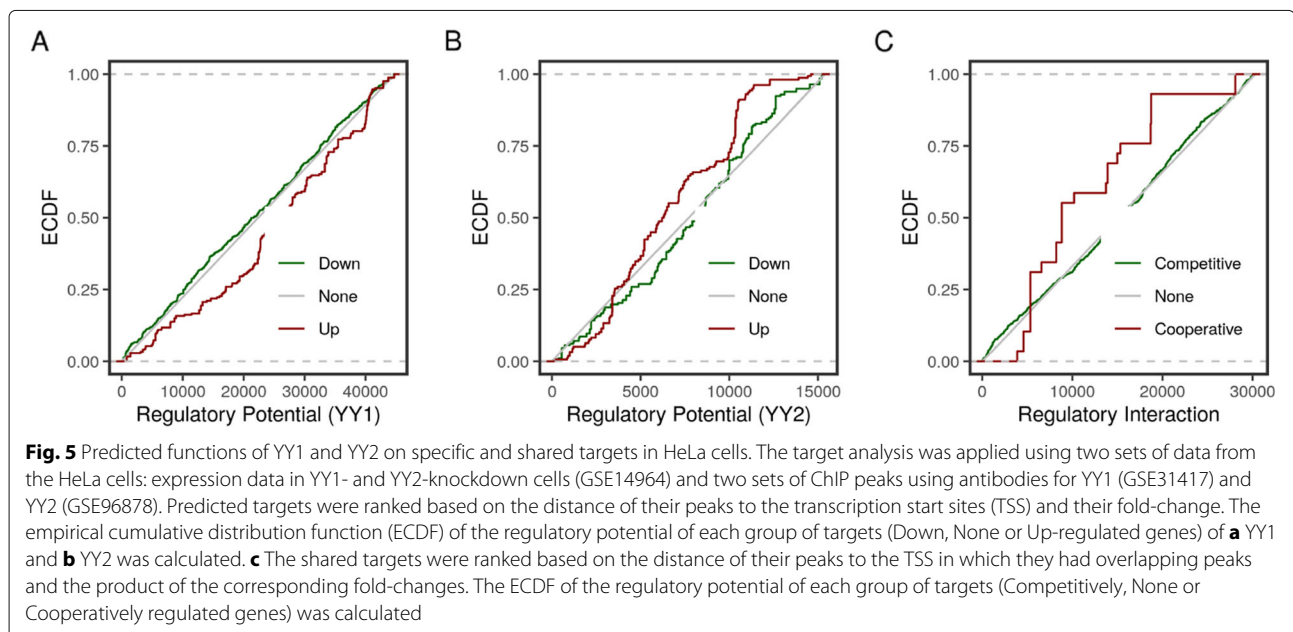 A
B
C
ECDF
1.00
0.75
0.50
0.25
0.00
Down
None
Up
0 10000 20000 30000 40000
Regulatory Potential (YY1)
ECDF
1.00
0.75
0.50
0.25
0.00
Down
None
Up
0 5000 10000 15000
Regulatory Potential (YY2)
ECDF
1.00
0.75
0.50
0.25
0.00
Competitive
None
Cooperative
0 10000 20000 30000
Regulatory Interaction
Fig. 5 Predicted functions of YY1 and YY2 on specific and shared targets in HeLa cells. The target analysis was applied using two sets of data from
the HeLa cells: expression data in YY1- and YY2-knockdown cells (GSE14964) and two sets of ChIP peaks using antibodies for YY1 (GSE31417) and
YY2 (GSE96878). Predicted targets were ranked based on the distance of their peaks to the transcription start sites (TSS) and their fold-change. The
empirical cumulative distribution function (ECDF) of the regulatory potential of each group of targets (Down, None or Up-regulated genes) of a YY1
and b YY2 was calculated. c The shared targets were ranked based on the distance of their peaks to the TSS in which they had overlapping peaks
and the product of the corresponding fold-changes. The ECDF of the regulatory potential of each group of targets (Competitively, None or
Cooperatively regulated genes) was calculated